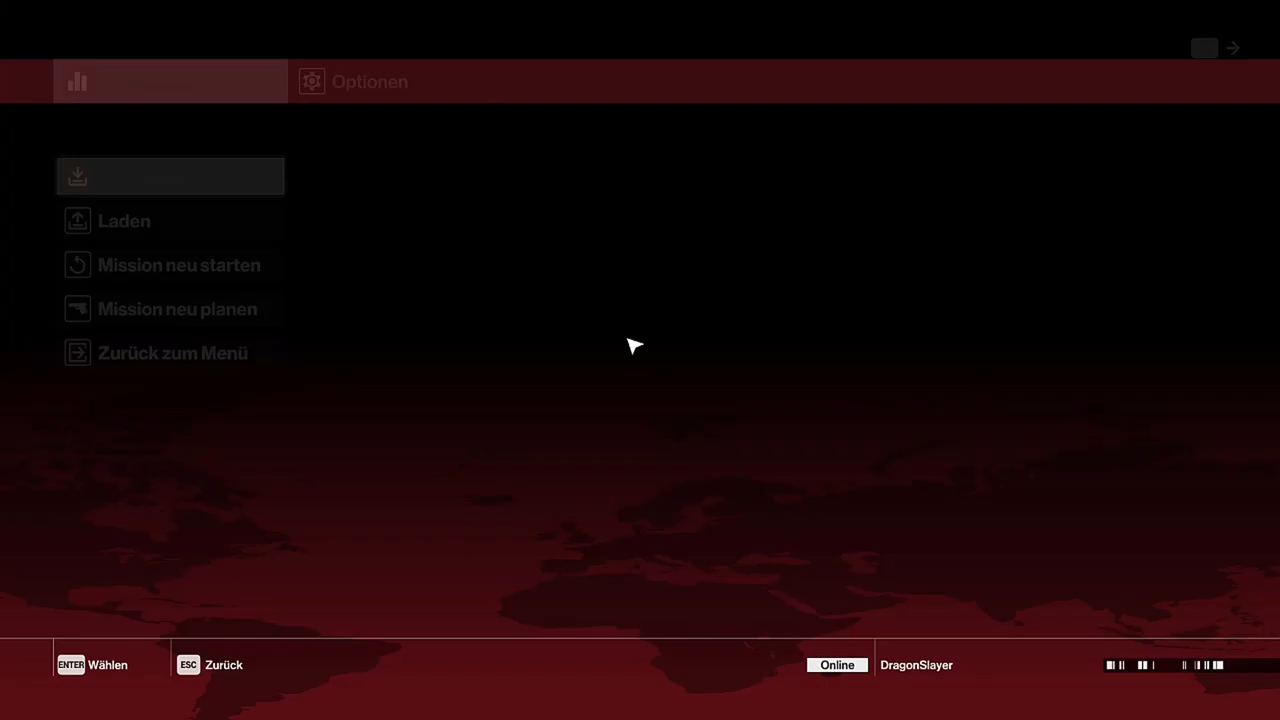 Optionen
Laden
Mission neu starten
Mission neu planen
Zurück zum Menü
ENTER Wählen
ESC Zurück
Online
DragonSlayer